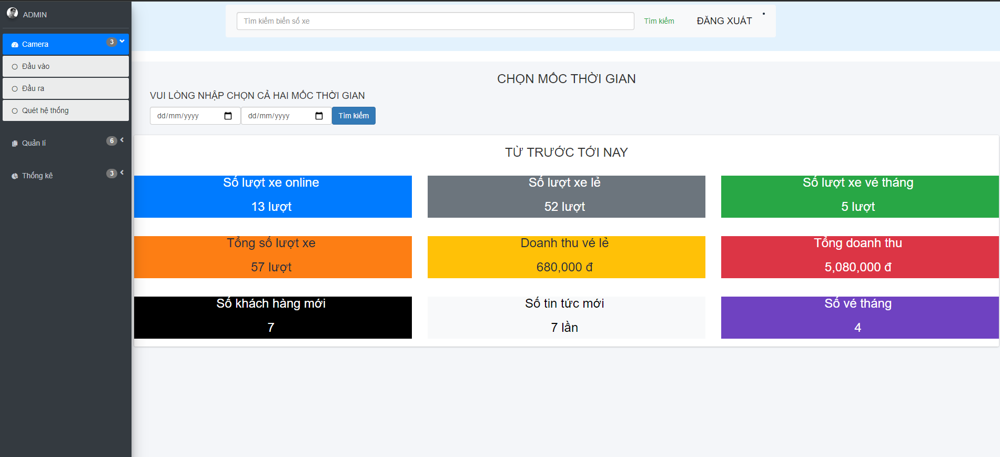 ADMIN
Camera 3
Đầu vào
Đầu ra
Quét hệ thống
Quản lí 6
Thống kê 3
Tìm kiếm biển số xe Tìm kiếm ĐĂNG XUẤT
CHỌN MỐC THỜI GIAN
VUI LÒNG NHẬP CHỌN CẢ HAI MỐC THỜI GIAN
dd/mm/yyyy dd/mm/yyyy Tìm kiếm
TỪ TRƯỚC TỚI NAY
Số lượt xe online
13 lượt
Số lượt xe lẻ
52 lượt
Số lượt xe vé tháng
5 lượt
Tổng số lượt xe
57 lượt
Doanh thu vé lẻ
680,000 đ
Tổng doanh thu
5,080,000 đ
Số khách hàng mới
7
Số tin tức mới
7 lần
Số vé tháng
4